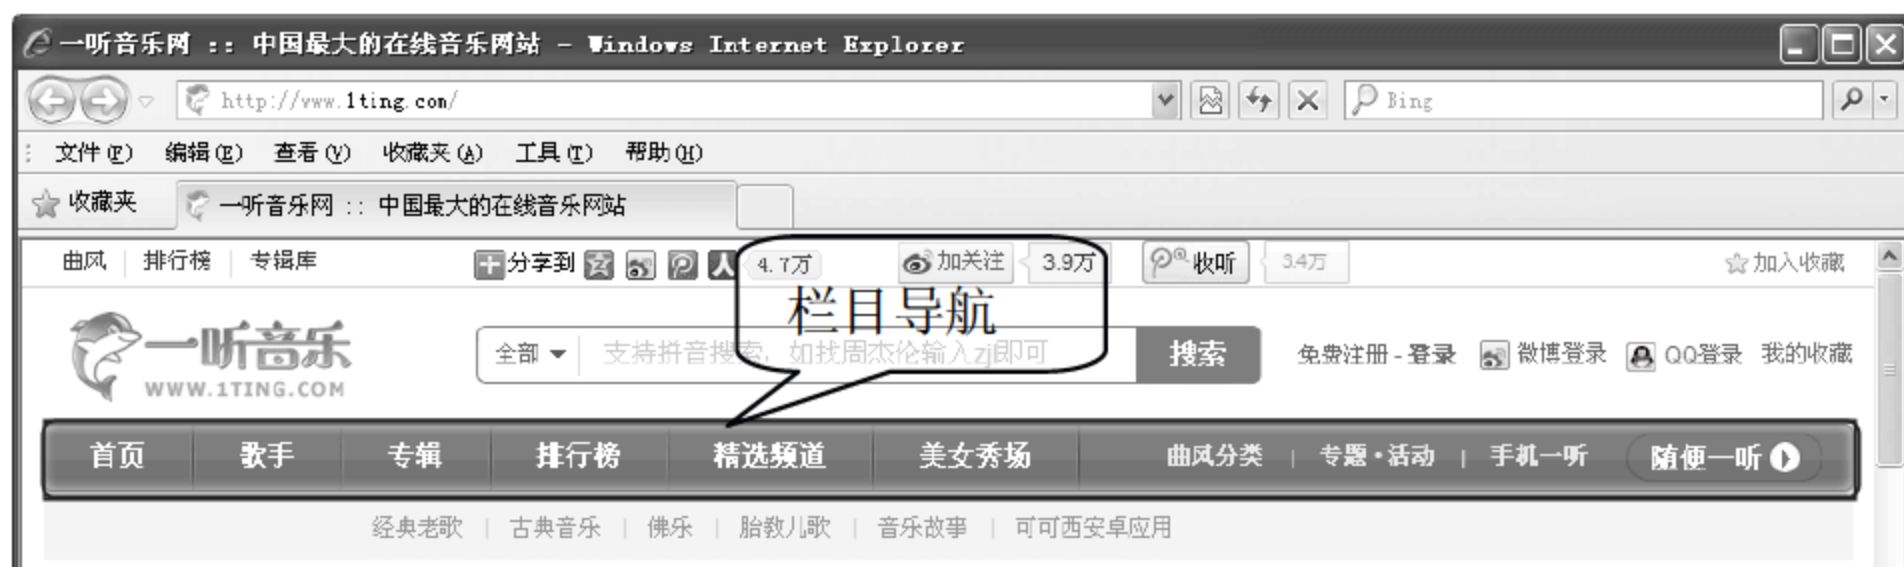 一听音乐网 :: 中国最大的在线音乐网站 - Windows Internet Explorer
http://www.1ting.com/ Bing
文件(F) 编辑(E) 查看(V) 收藏夹(A) 工具(T) 帮助(H)
收藏夹 一听音乐网 :: 中国最大的在线音乐网站
曲风 | 排行榜 | 专辑库 分享到 4.7万 加关注 3.9万 收听 3.4万 加入收藏
栏目导航
一听音乐
WWW.1TING.COM
全部 支持拼音搜索，如找周杰伦输入zj即可 搜索 免费注册 - 登录 微博登录 QQ登录 我的收藏
首页 歌手 专辑 排行榜 精选频道 美女秀场 曲风分类 | 专题·活动 | 手机一听 随便一听
经典老歌 | 古典音乐 | 佛乐 | 胎教儿歌 | 音乐故事 | 可可西安卓应用